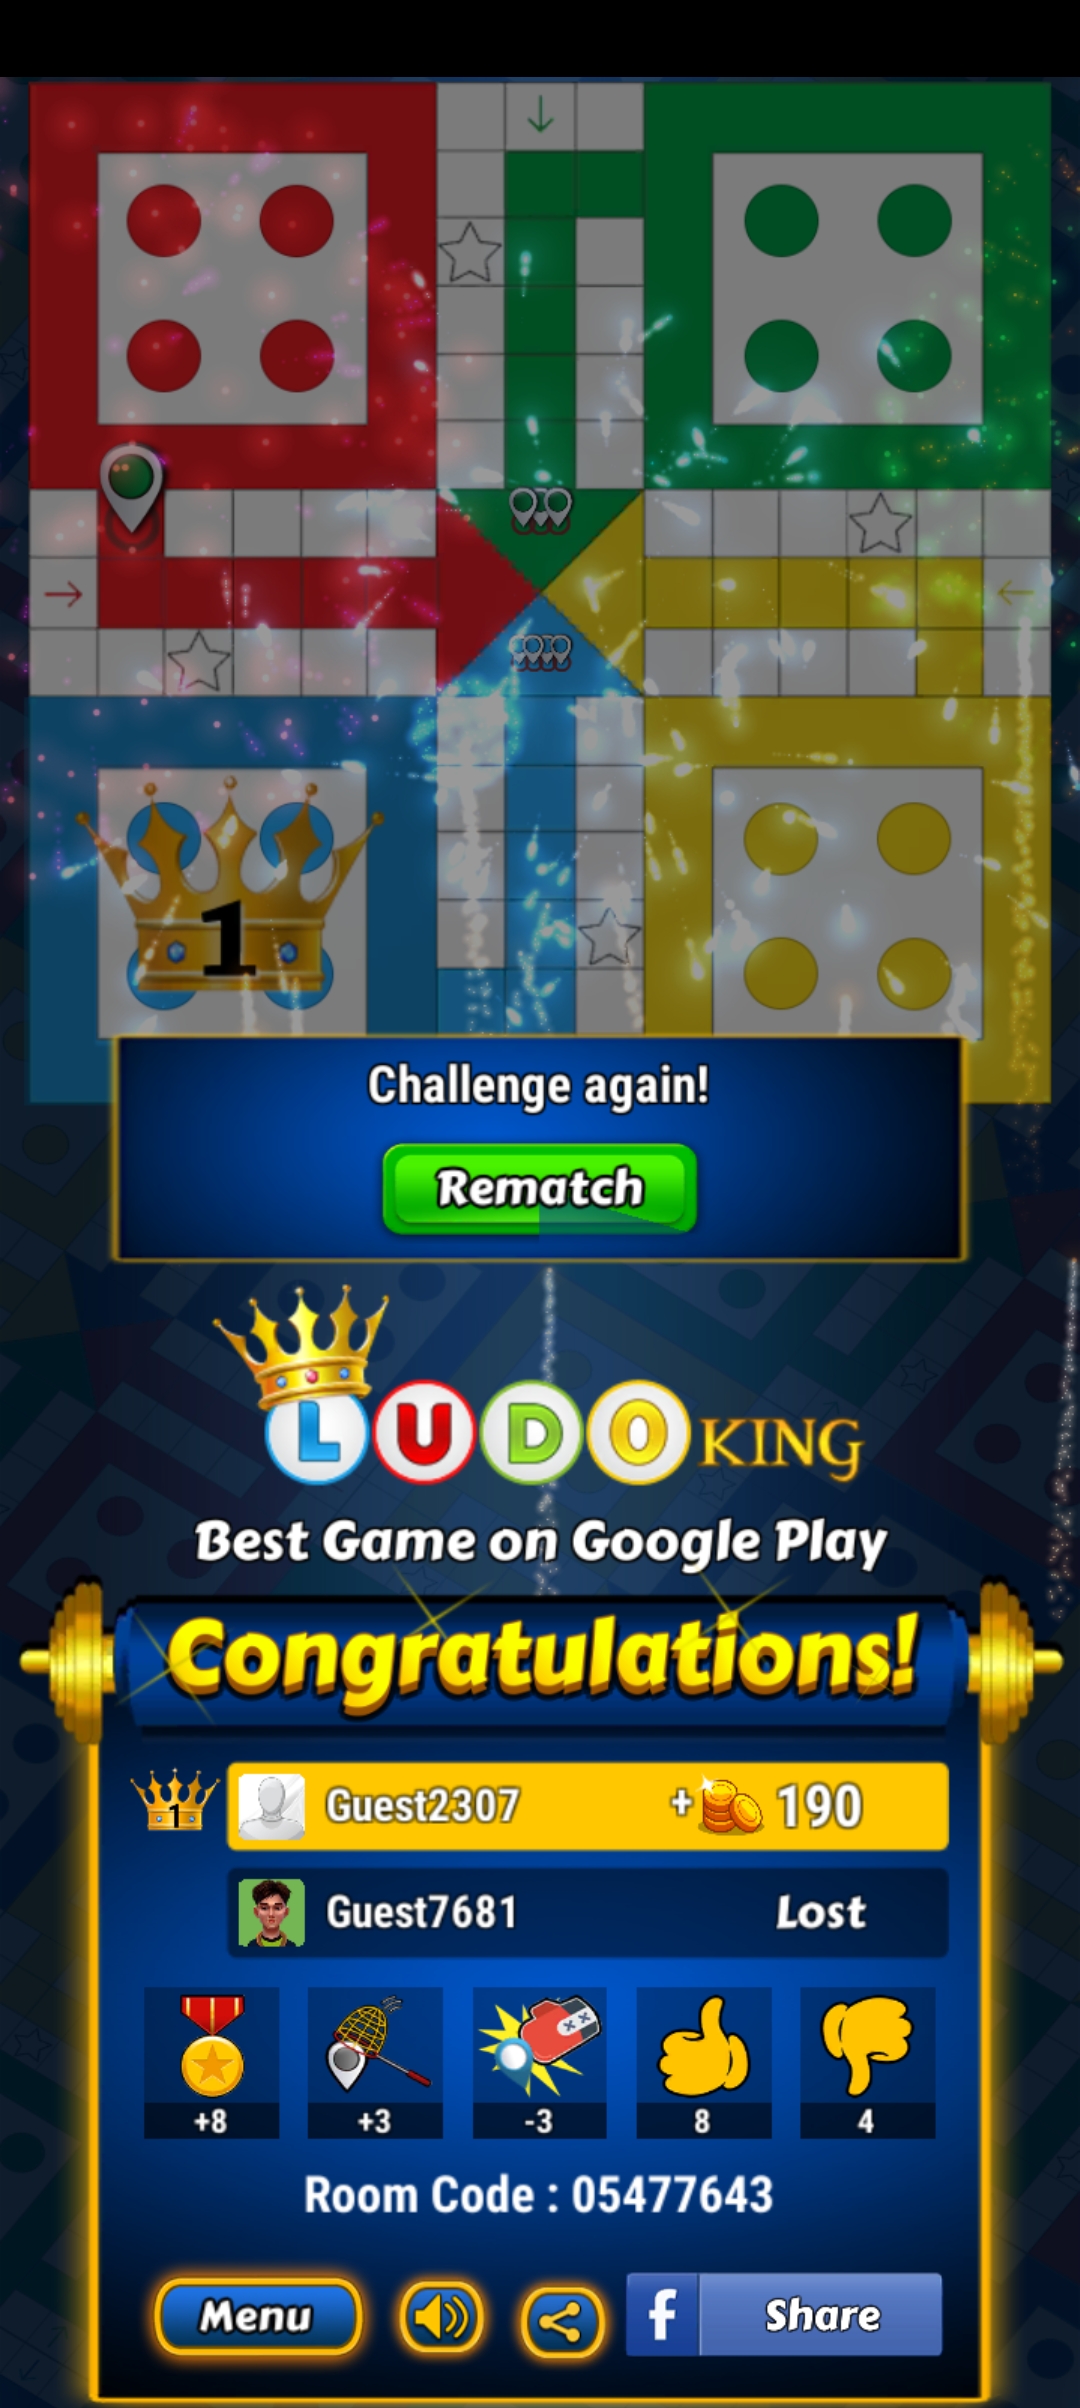 1
Challenge again!
Rematch
LUDO KING
Best Game on Google Play
Congratulations!
1 Guest2307 + 190
Guest7681 Lost
+8 +3 -3 8 4
Room Code : 05477643
Menu f Share